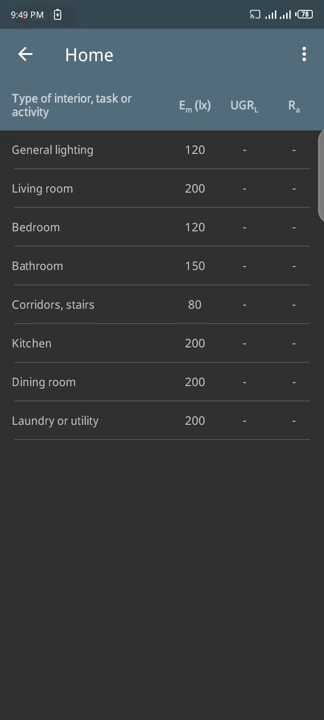 9:49 PM 78
Home
Type of interior, task or activity Em (lx) UGRL Ra
General lighting 120 - -
Living room 200 - -
Bedroom 120 - -
Bathroom 150 - -
Corridors, stairs 80 - -
Kitchen 200 - -
Dining room 200 - -
Laundry or utility 200 - -